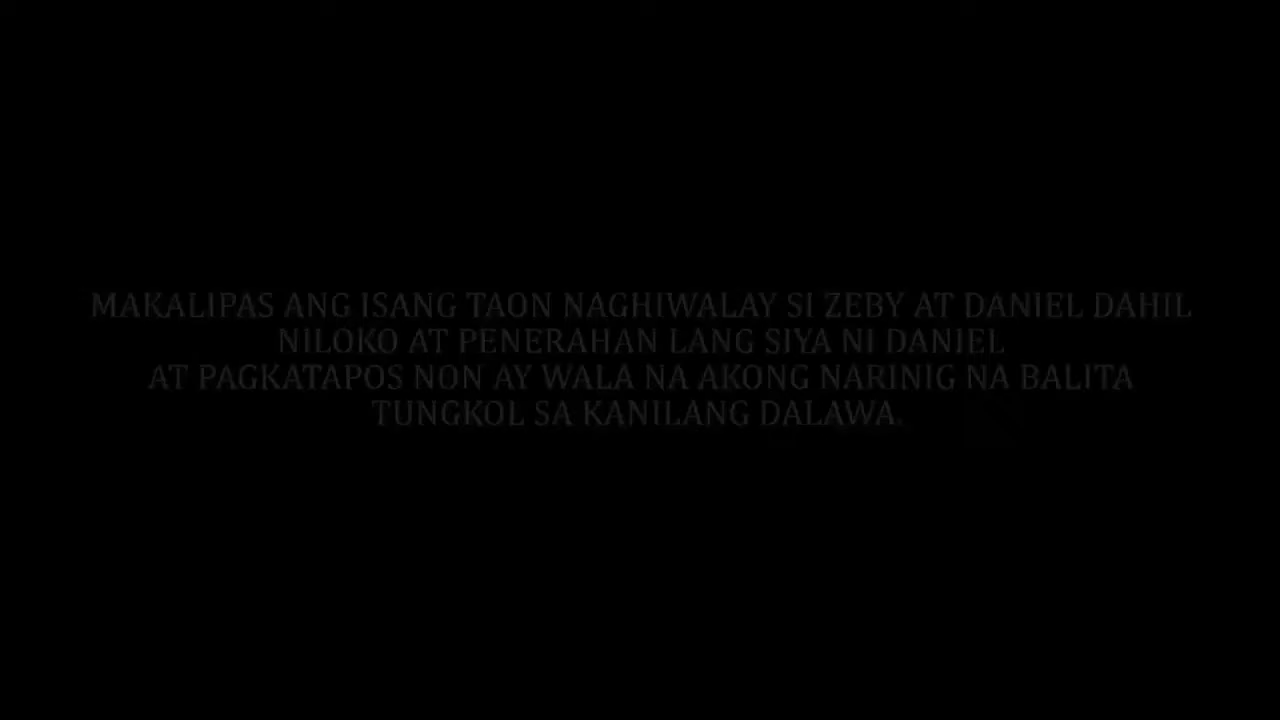 MAKALIPAS ANG ISANG TAON NAGHIWALAY SI ZEBY AT DANIEL DAHIL
NILOKO AT PENERAHAN LANG SIYA NI DANIEL
AT PAGKATAPOS NON AY WALA NA AKONG NARINIG NA BALITA
TUNGKOL SA KANILANG DALAWA.